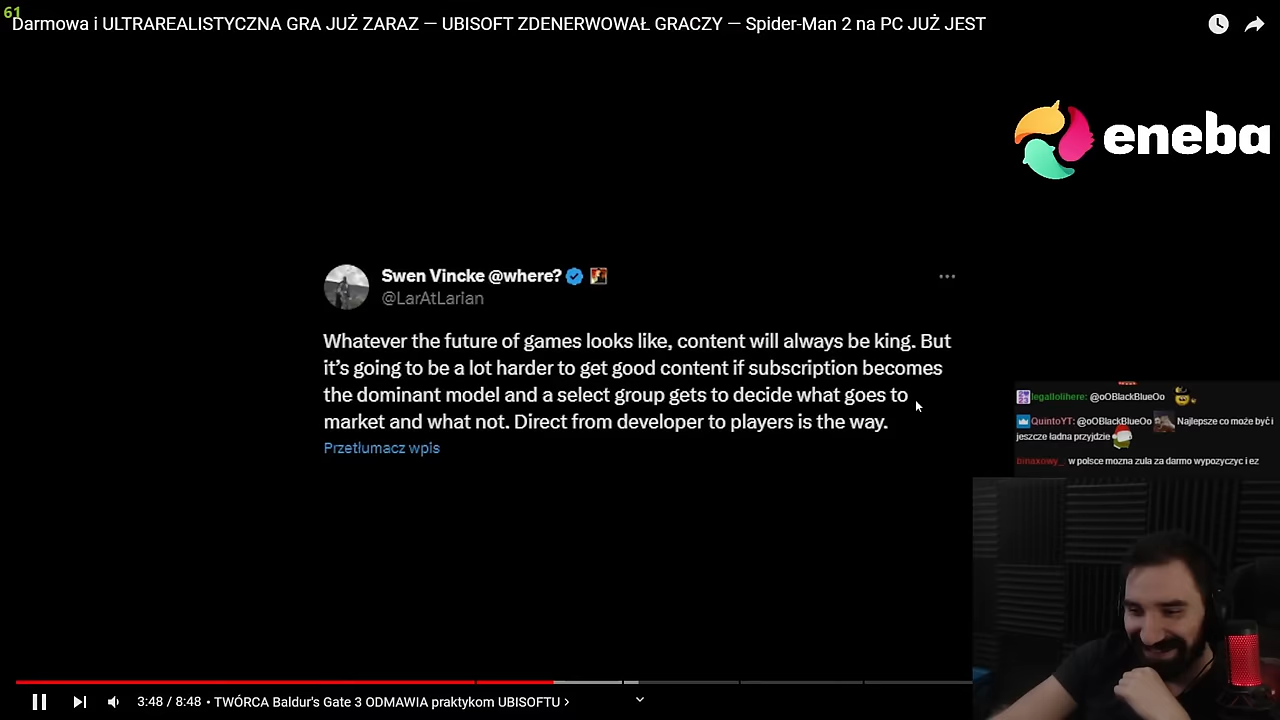 61
Darmowa i ULTRAREALISTYCZNA GRA JUŻ ZARAZ — UBISOFT ZDENERWOWAŁ GRACZY — Spider-Man 2 na PC JUŻ JEST
eneba
Swen Vincke @where?
@LarAtLarian
Whatever the future of games looks like, content will always be king. But
it's going to be a lot harder to get good content if subscription becomes
the dominant model and a select group gets to decide what goes to
market and what not. Direct from developer to players is the way.
Przetłumacz wpis
legallolihere: @oOBlackBlueOo
QuintoYT: @oOBlackBlueOo Najlepsze co może być i
jeszcze ładna przyjdzie
binaxowy_: w polsce mozna zula za darmo wypozyczyc i ez
3:48 / 8:48 • TWÓRCA Baldur's Gate 3 ODMAWIA praktykom UBISOFTU >